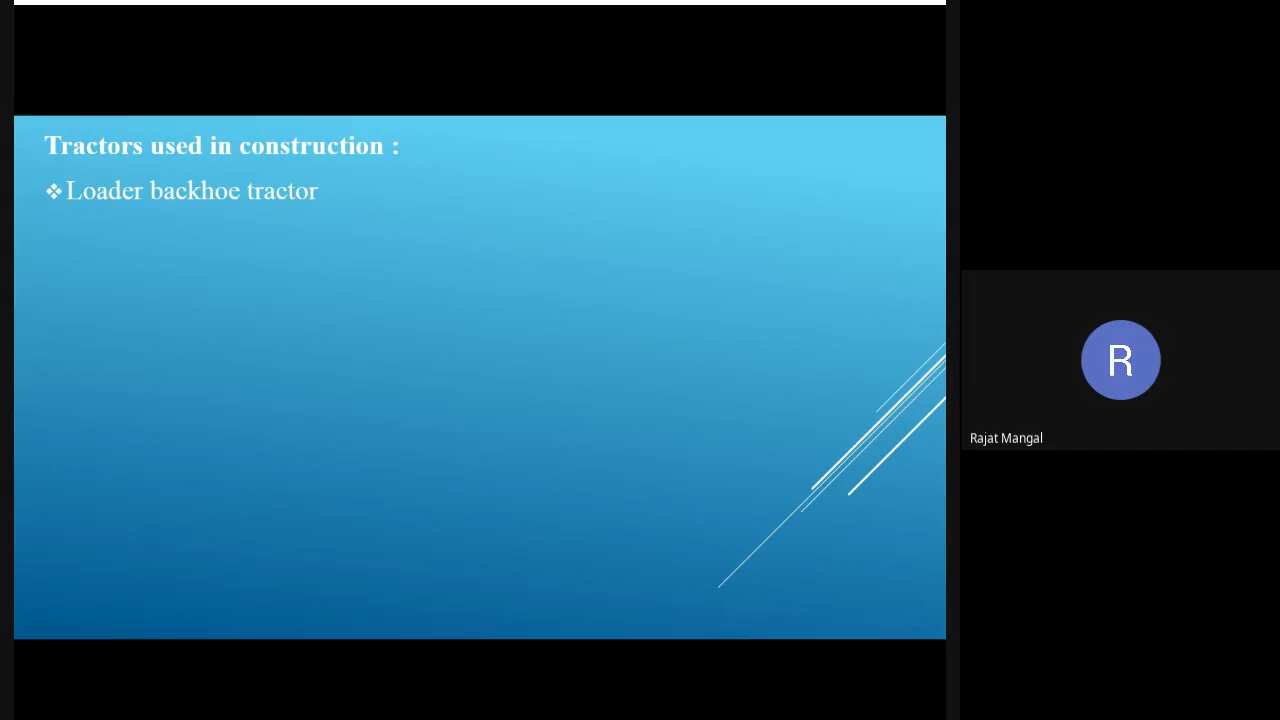 Tractors used in construction :
❖Loader backhoe tractor
R
Rajat Mangal